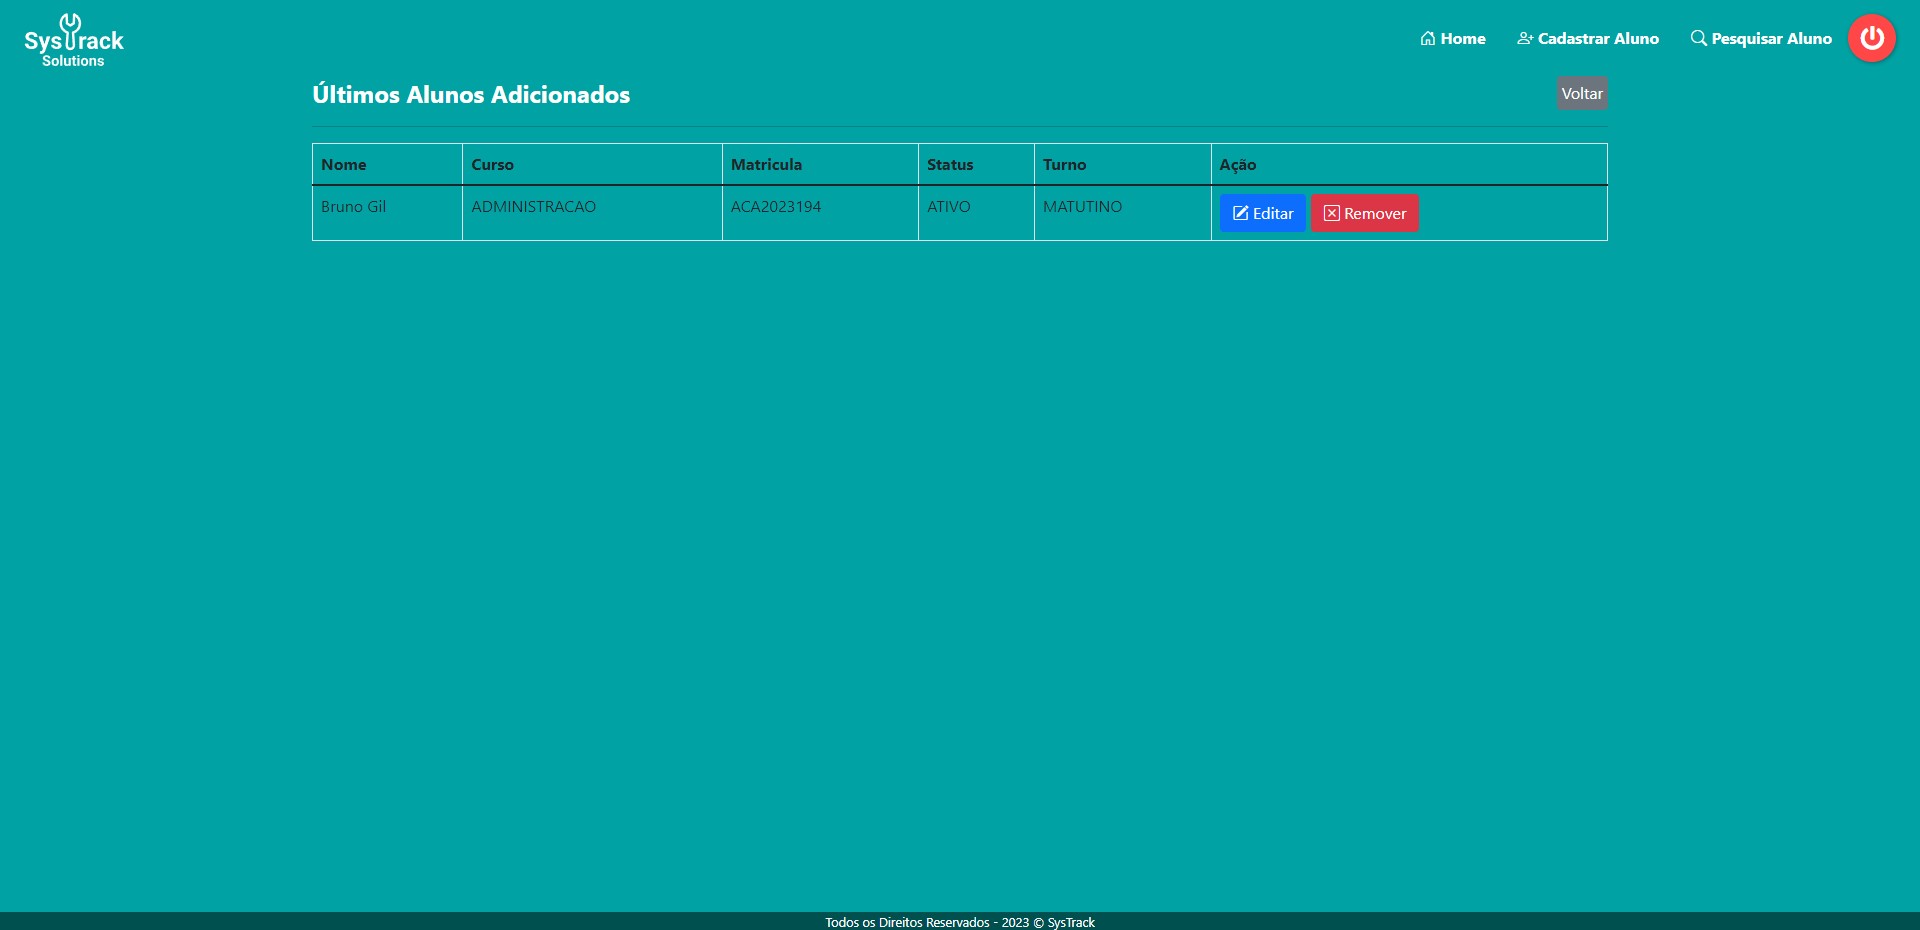 SysTrack
Solutions
Home Cadastrar Aluno Pesquisar Aluno
Últimos Alunos Adicionados Voltar
Nome Curso Matricula Status Turno Ação
Bruno Gil ADMINISTRACAO ACA2023194 ATIVO MATUTINO Editar Remover
Todos os Direitos Reservados - 2023 © SysTrack